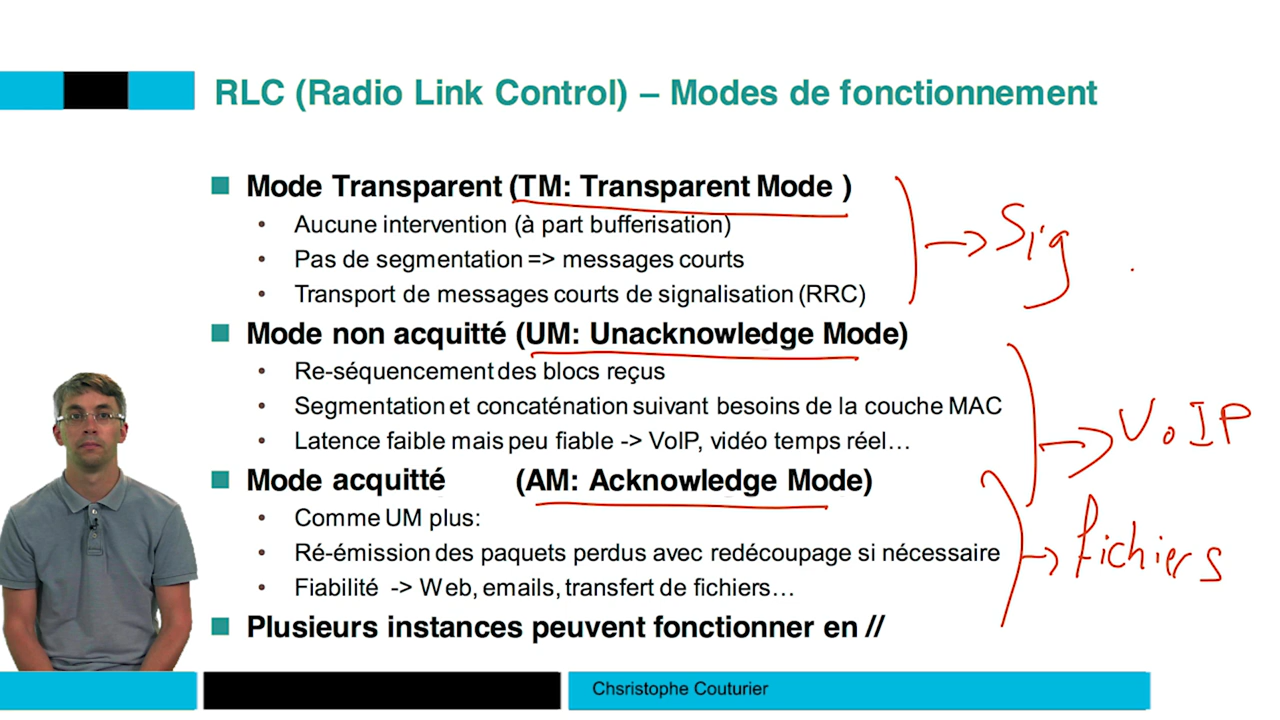 RLC (Radio Link Control) – Modes de fonctionnement
Mode Transparent (TM: Transparent Mode )
Aucune intervention (à part bufferisation)
Pas de segmentation => messages courts
Transport de messages courts de signalisation (RRC)
Sig
Mode non acquitté (UM: Unacknowledge Mode)
Re-séquencement des blocs reçus
Segmentation et concaténation suivant besoins de la couche MAC
Latence faible mais peu fiable -> VoIP, vidéo temps réel...
VoIP
Mode acquitté (AM: Acknowledge Mode)
Comme UM plus:
Ré-émission des paquets perdus avec redécoupage si nécessaire
Fiabilité -> Web, emails, transfert de fichiers...
fichiers
Plusieurs instances peuvent fonctionner en //
Chsristophe Couturier